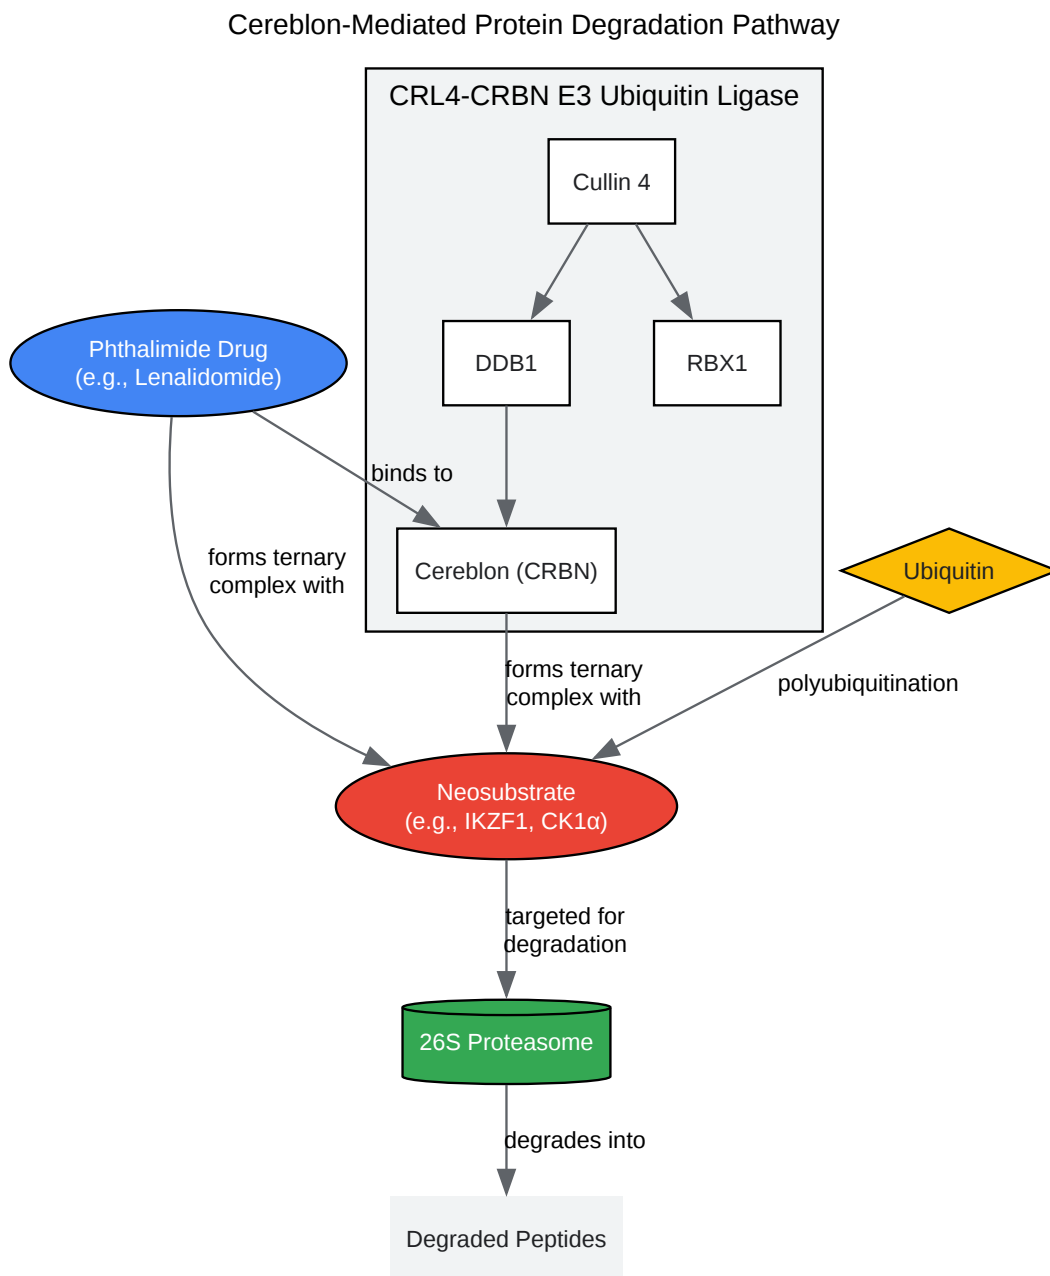 Cereblon-Mediated Protein Degradation Pathway
CRL4-CRBN E3 Ubiquitin Ligase
Cullin 4
Phthalimide Drug
(e.g., Lenalidomide)
DDB1
RBX1
binds to
forms ternary
complex with
Cereblon (CRBN)
Ubiquitin
forms ternary
complex with
polyubiquitination
Neosubstrate
(e.g., IKZF1, CK1α)
targeted for
degradation
26S Proteasome
degrades into
Degraded Peptides